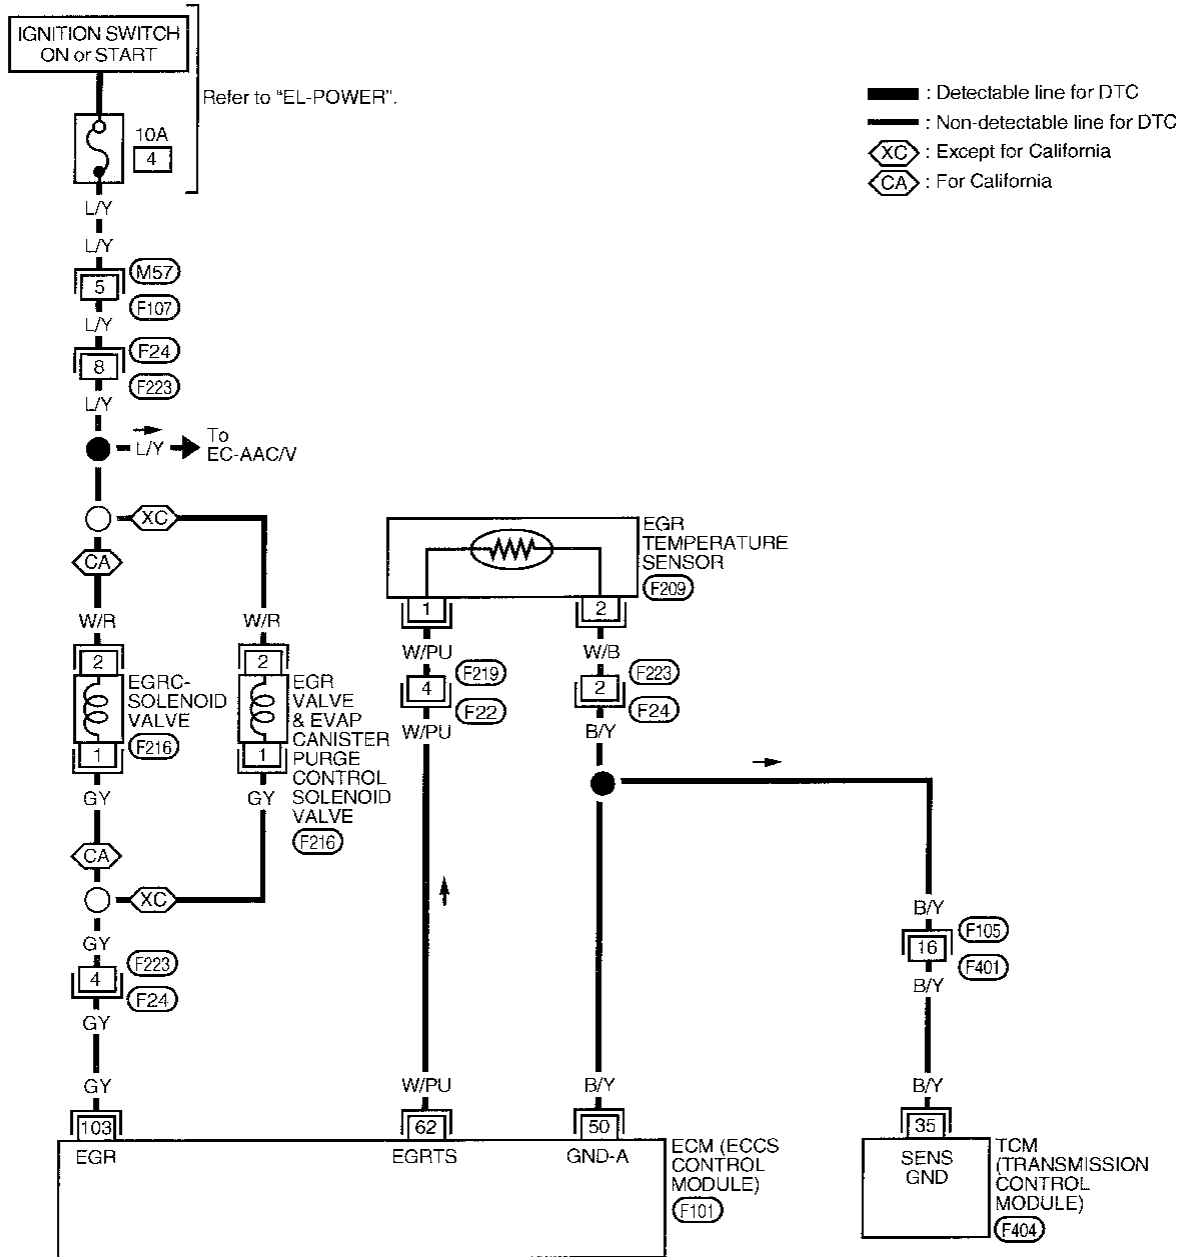 IGNITION SWITCH
ON or START
Refer to "EL-POWER".
10A
4
: Detectable line for DTC
: Non-detectable line for DTC
XC : Except for California
CA : For California
L/Y
L/Y
5
M57
F107
L/Y
8
F24
F223
L/Y
L/Y
To
EC-AAC/V
XC
CA
W/R
W/R
2
2
EGRC-
SOLENOID
VALVE
F216
1
EGR
VALVE
& EVAP
CANISTER
PURGE
CONTROL
SOLENOID
VALVE
F216
1
GY
GY
CA
XC
GY
4
F223
F24
GY
GY
103
EGR
EGR
TEMPERATURE
SENSOR
F209
1
2
W/PU
W/B
4
F219
F22
2
F223
F24
W/PU
B/Y
B/Y
16
F105
F401
B/Y
W/PU
B/Y
B/Y
62
50
35
EGRTS
GND-A
ECM (ECCS
CONTROL
MODULE)
F101
SENS
GND
TCM
(TRANSMISSION
CONTROL
MODULE)
F404